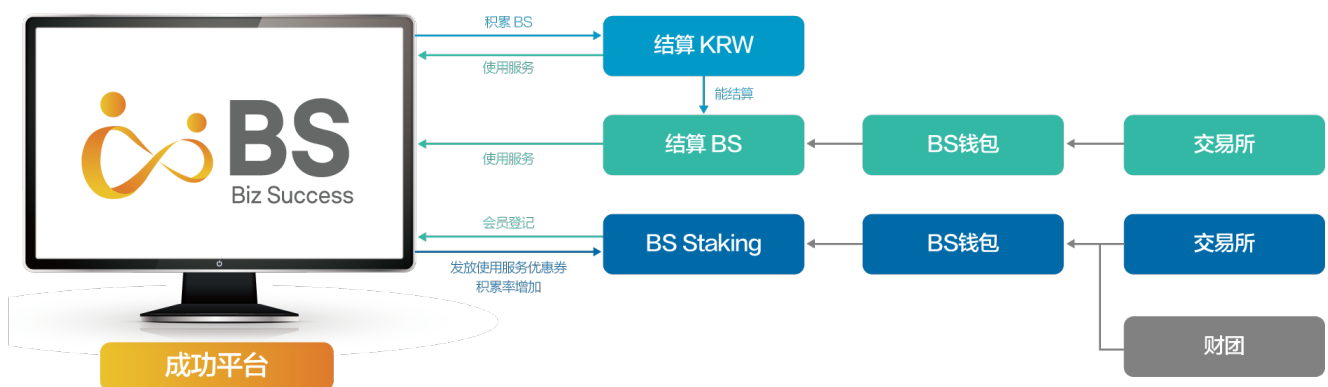 积累 BS
结算 KRW
使用服务
能结算
BS
Biz Success
结算 BS
BS钱包
交易所
使用服务
会员登记
BS Staking
BS钱包
交易所
发放使用服务优惠券
积累率增加
财团
成功平台